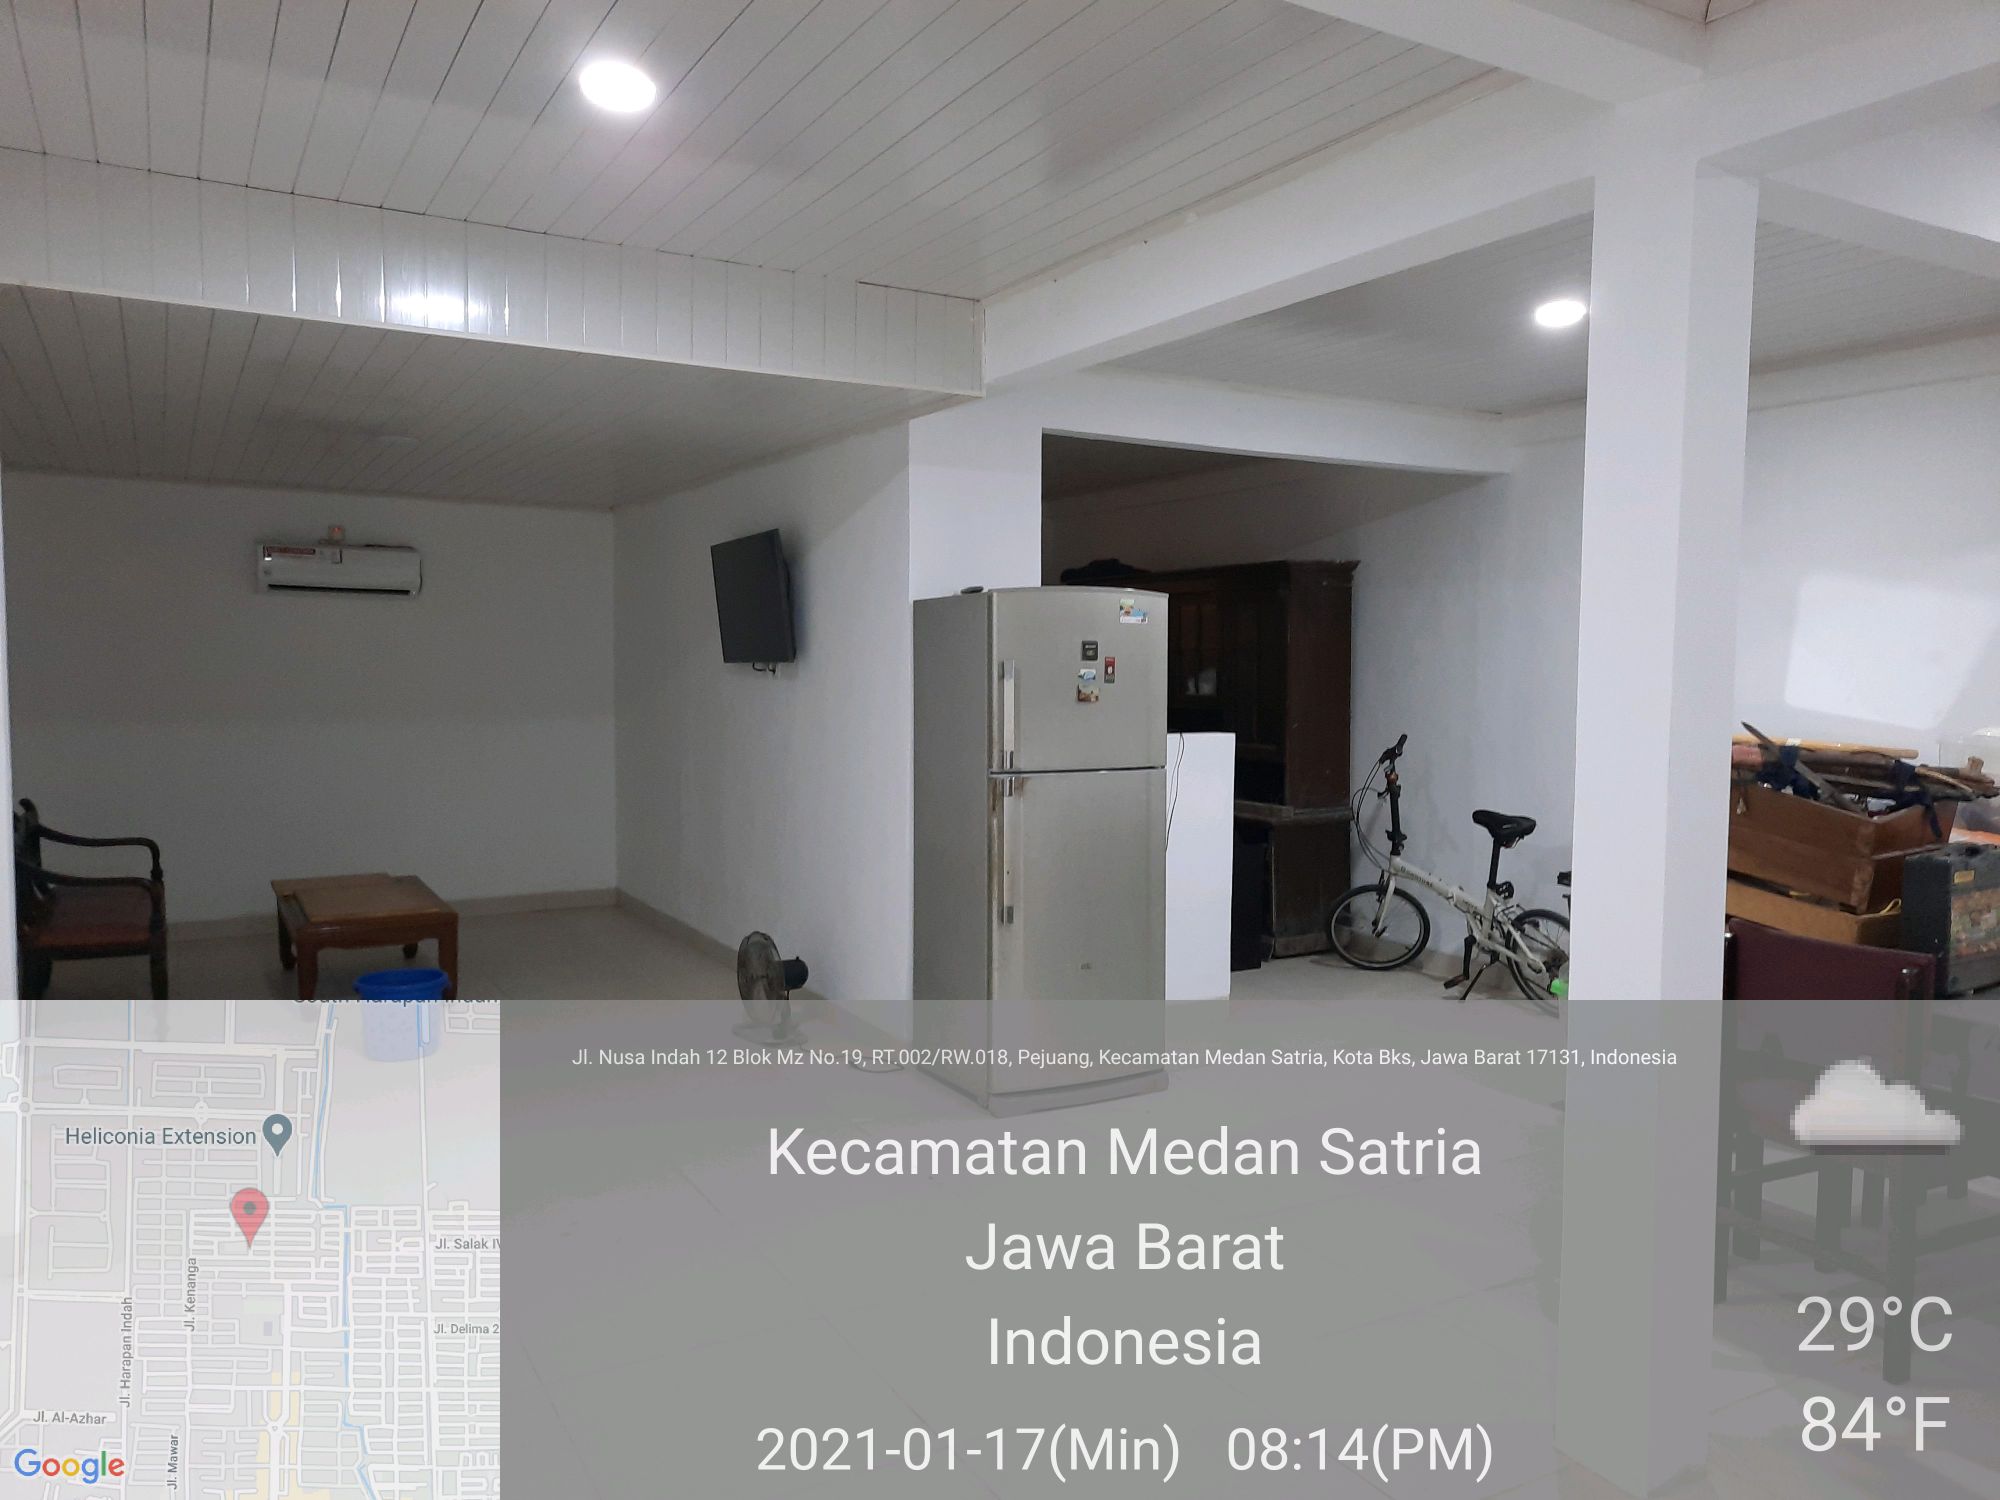 Jl. Nusa Indah 12 Blok Mz No.19, RT.002/RW.018, Pejuang, Kecamatan Medan Satria, Kota Bks, Jawa Barat 17131, Indonesia
Kecamatan Medan Satria
Jawa Barat
Indonesia
2021-01-17(Min) 08:14(PM)
29°C
84°F
Heliconia Extension
Jl. Salak IV
Jl. Kenanga
Jl. Harapan Indah
Jl. Delima 2
Jl. Al-Azhar
Jl. Mawar
Google